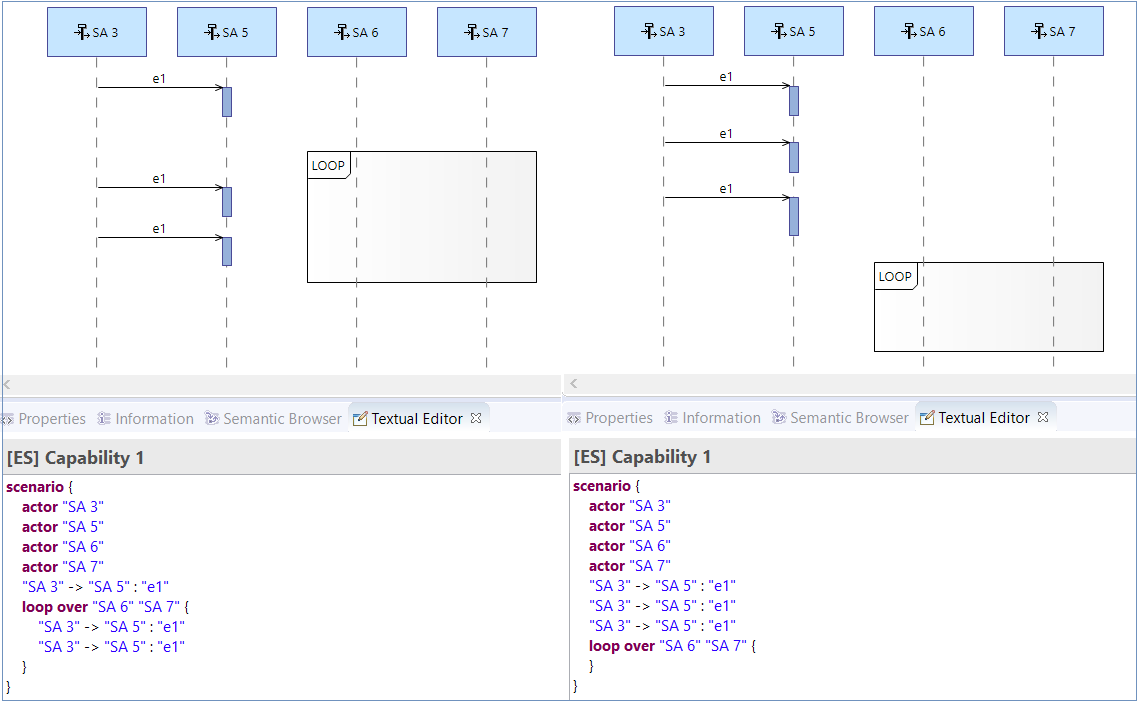 SA 3
SA 5
SA 6
SA 7
e1
LOOP
e1
e1
Properties
Information
Semantic Browser
Textual Editor
[ES] Capability 1
scenario {
actor "SA 3"
actor "SA 5"
actor "SA 6"
actor "SA 7"
"SA 3" -> "SA 5" : "e1"
loop over "SA 6" "SA 7" {
"SA 3" -> "SA 5" : "e1"
"SA 3" -> "SA 5" : "e1"
}
}
SA 3
SA 5
SA 6
SA 7
e1
e1
e1
LOOP
Properties
Information
Semantic Browser
Textual Editor
[ES] Capability 1
scenario {
actor "SA 3"
actor "SA 5"
actor "SA 6"
actor "SA 7"
"SA 3" -> "SA 5" : "e1"
"SA 3" -> "SA 5" : "e1"
"SA 3" -> "SA 5" : "e1"
loop over "SA 6" "SA 7" {
}
}